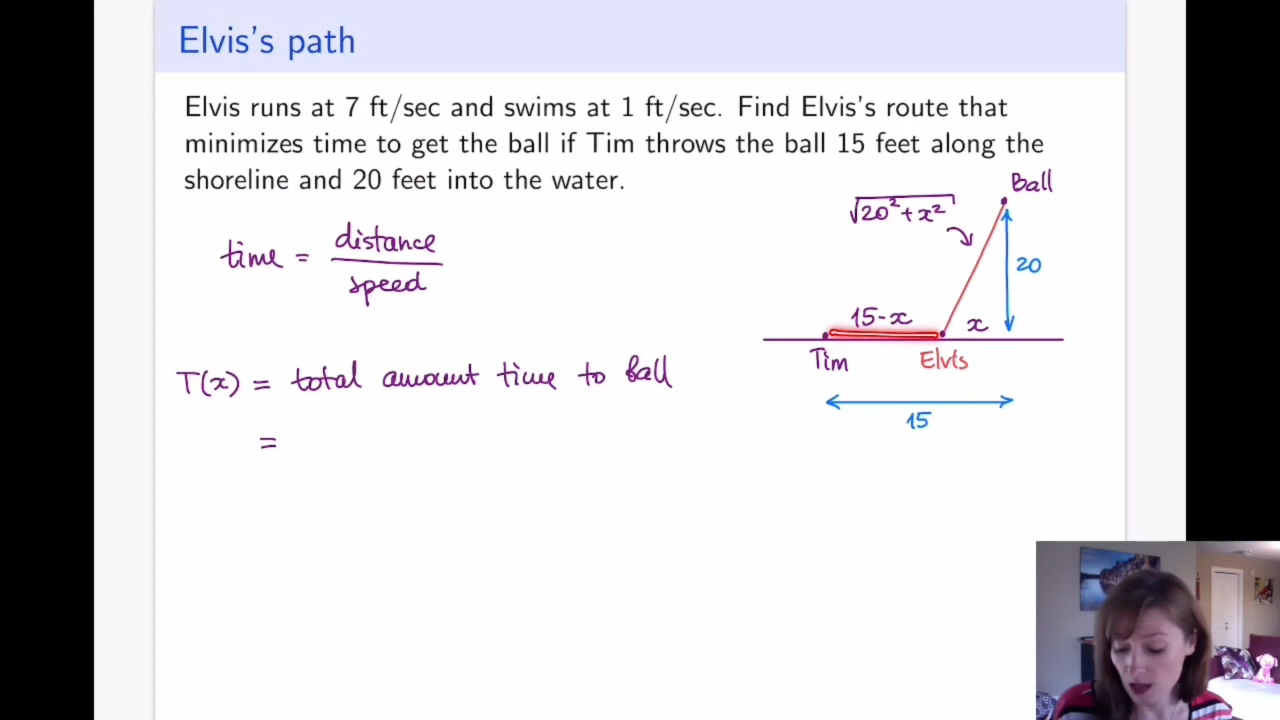 Elvis's path
Elvis runs at 7 ft/sec and swims at 1 ft/sec. Find Elvis's route that
minimizes time to get the ball if Tim throws the ball 15 feet along the
shoreline and 20 feet into the water.
Ball
√20²+x²
time = distance / speed
20
15-x
x
Tim
Elvis
T(x) = total amount time to ball
15
=